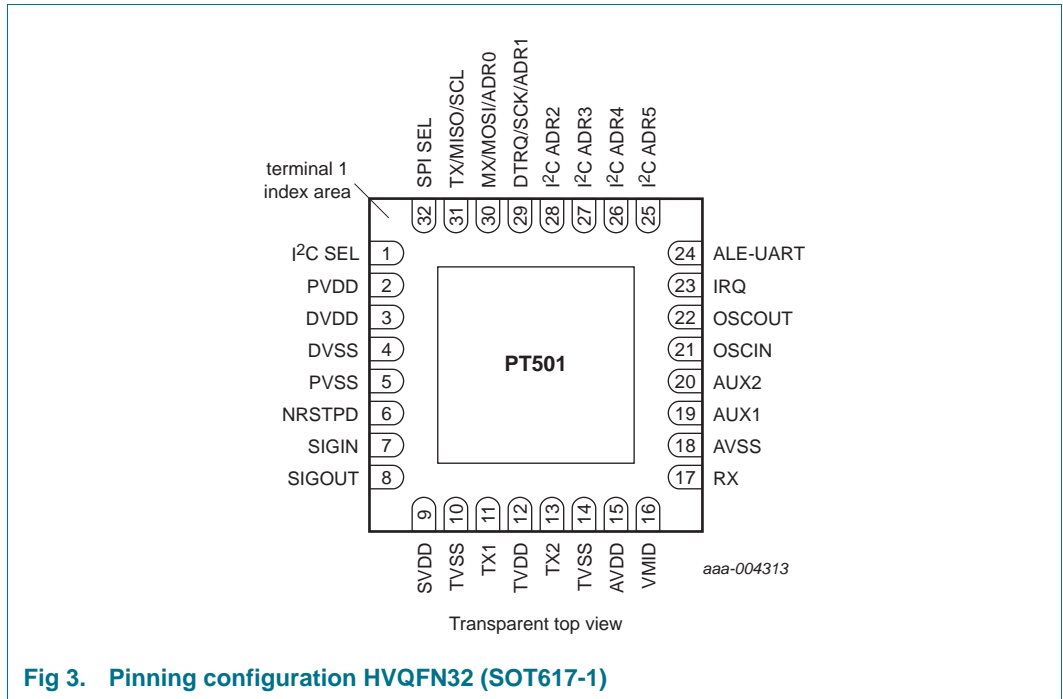 SPI SEL
TX/MISO/SCL
MX/MOSI/ADR0
DTRQ/SCK/ADR1
I2C ADR2
I2C ADR3
I2C ADR4
I2C ADR5
terminal 1
index area
32 31 30 29 28 27 26 25
I2C SEL 1 24 ALE-UART
PVDD 2 23 IRQ
DVDD 3 22 OSCOUT
DVSS 4 21 OSCIN
PT501
PVSS 5 20 AUX2
NRSTPD 6 19 AUX1
SIGIN 7 18 AVSS
SIGOUT 8 17 RX
9 10 11 12 13 14 15 16
SVDD
TVSS
TX1
TVDD
TX2
TVSS
AVDD
VMID
aaa-004313
Transparent top view
Fig 3. Pinning configuration HVQFN32 (SOT617-1)